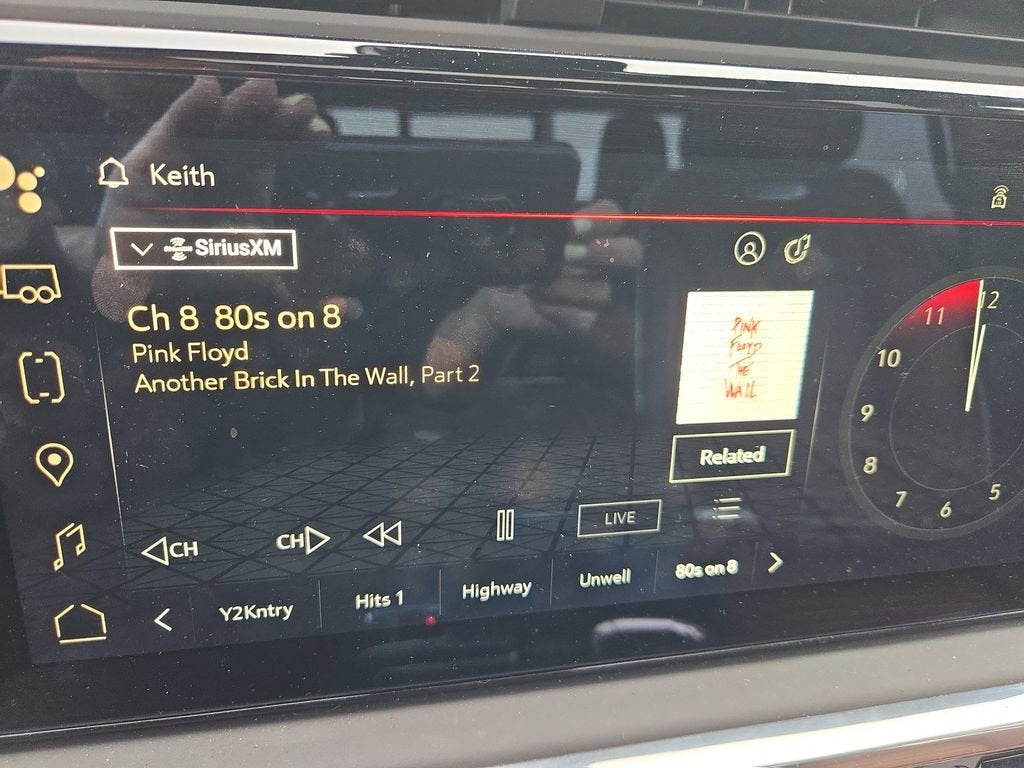 Keith
SiriusXM
Ch 8 80s on 8
Pink Floyd
Another Brick In The Wall, Part 2
PINK
FLOYD
THE
WALL
Related
CH
CH
LIVE
Y2Kntry
Hits 1
Highway
Unwell
80s on 8
12
11
10
9
8
7
6
5